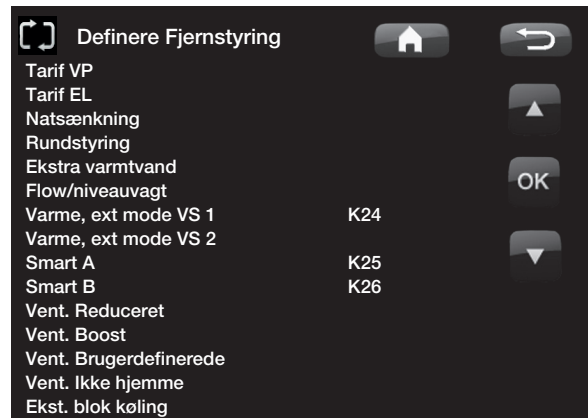 Definere Fjernstyring
Tarif VP
Tarif EL
Natsænkning
Rundstyring
Ekstra varmtvand
Flow/niveauvagt
OK
Varme, ext mode VS 1 K24
Varme, ext mode VS 2
Smart A K25
Smart B K26
Vent. Reduceret
Vent. Boost
Vent. Brugerdefinerede
Vent. Ikke hjemme
Ekst. blok køling